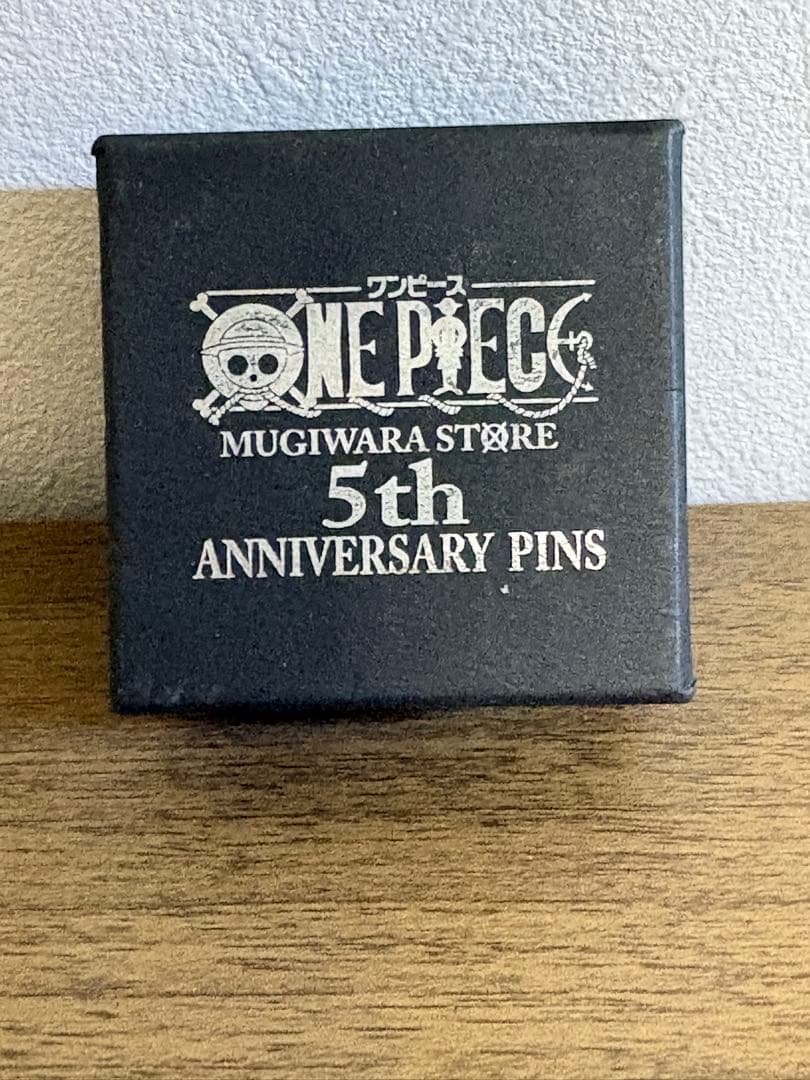 ワンピース
ONE PIECE
MUGIWARA STORE
5th
ANNIVERSARY PINS